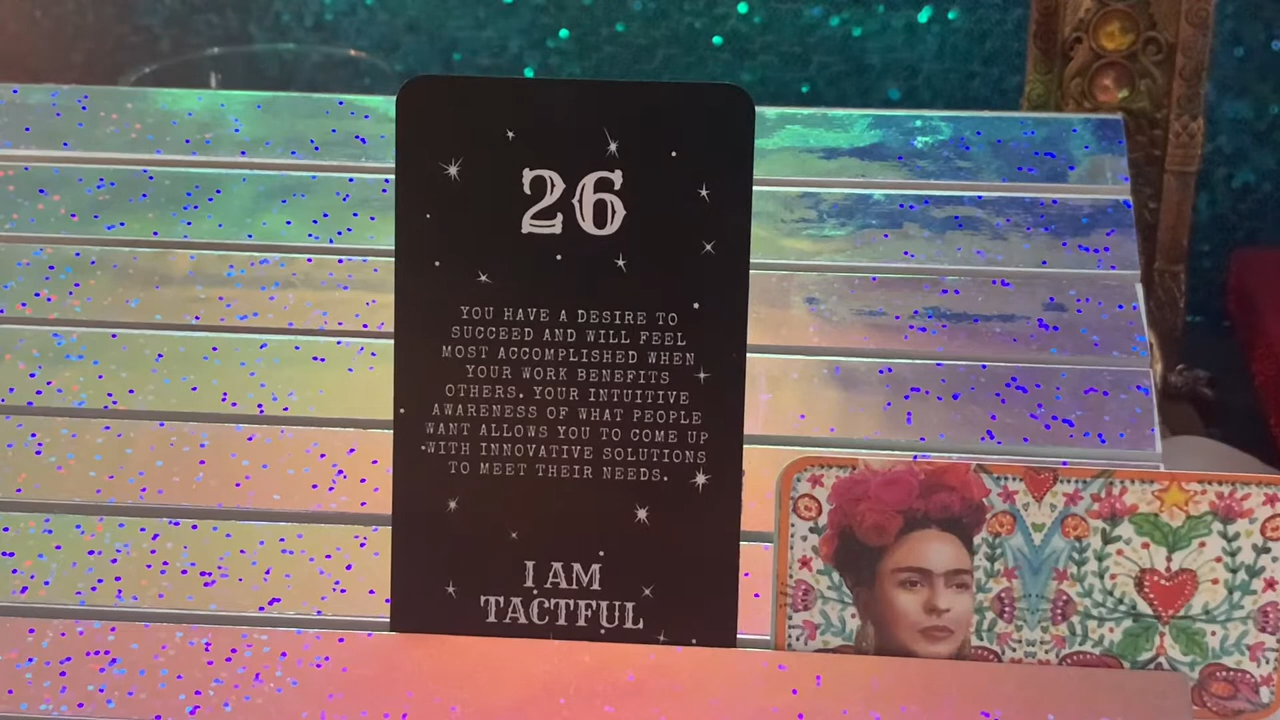 26
YOU HAVE A DESIRE TO
SUCCEED AND WILL FEEL
MOST ACCOMPLISHED WHEN
YOUR WORK BENEFITS
OTHERS. YOUR INTUITIVE
AWARENESS OF WHAT PEOPLE
WANT ALLOWS YOU TO COME UP
WITH INNOVATIVE SOLUTIONS
TO MEET THEIR NEEDS.
I AM
TACTFUL